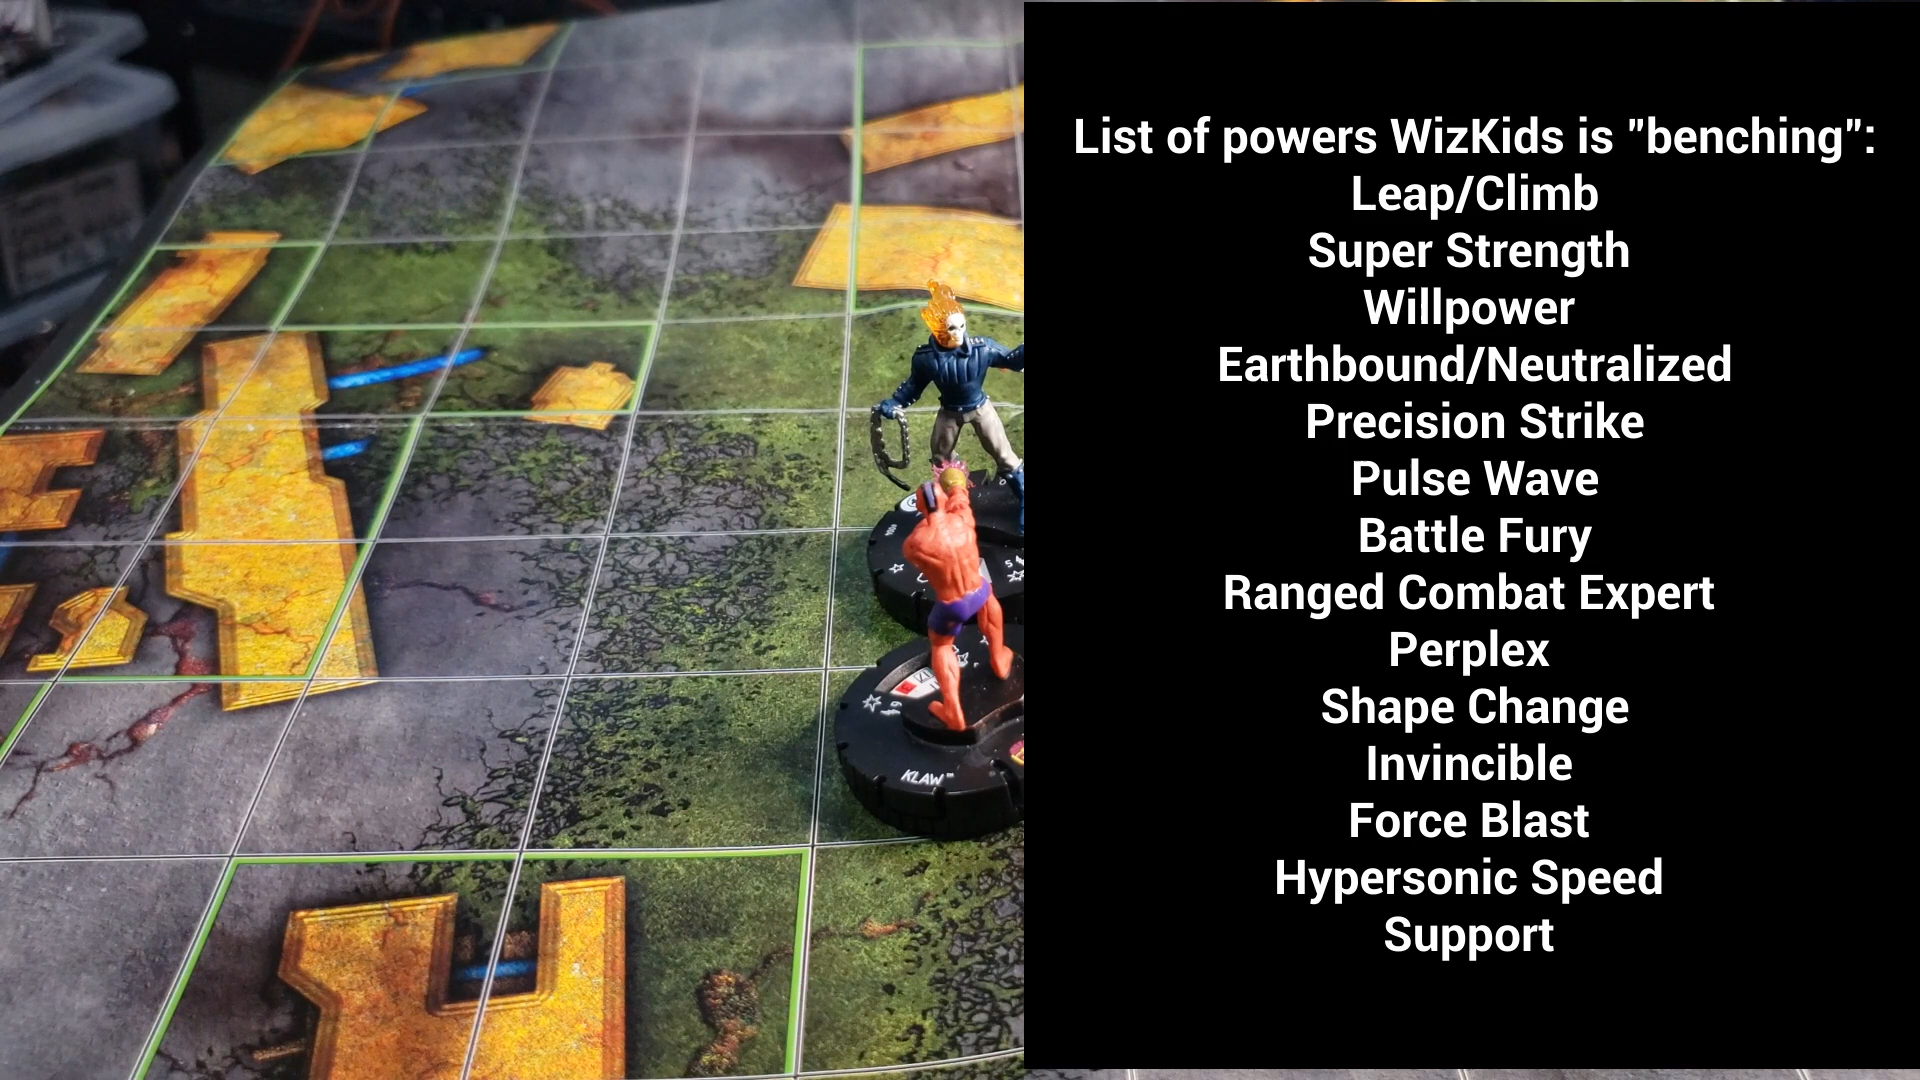 List of powers WizKids is "benching":
Leap/Climb
Super Strength
Willpower
Earthbound/Neutralized
Precision Strike
Pulse Wave
Battle Fury
Ranged Combat Expert
Perplex
Shape Change
Invincible
Force Blast
Hypersonic Speed
Support
KLAW™